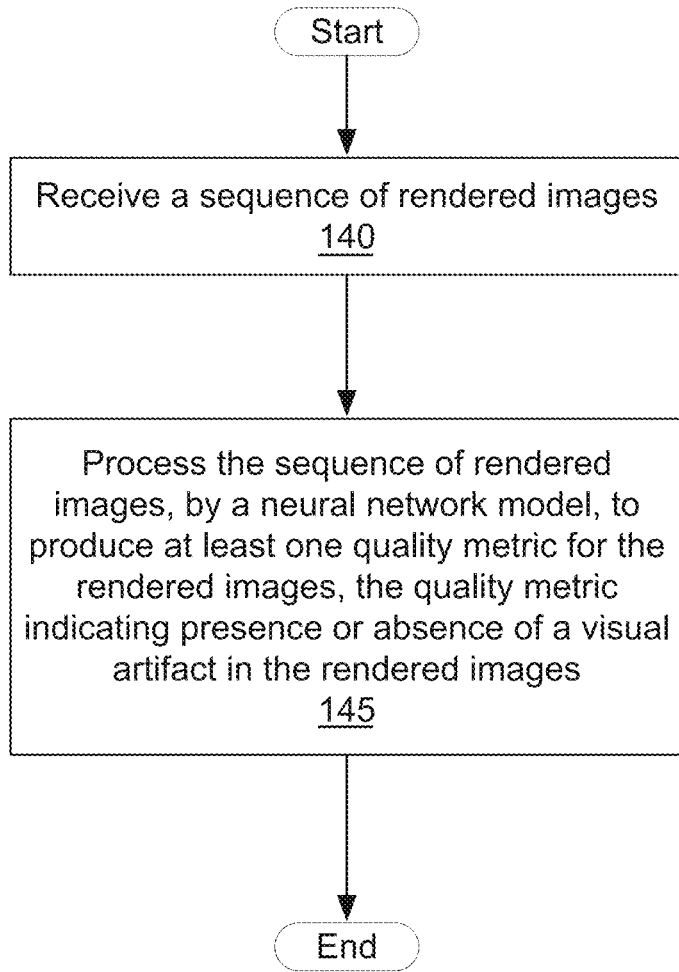 Start
Receive a sequence of rendered images
140
Process the sequence of rendered
images, by a neural network model, to
produce at least one quality metric for the
rendered images, the quality metric
indicating presence or absence of a visual
artifact in the rendered images
145
End